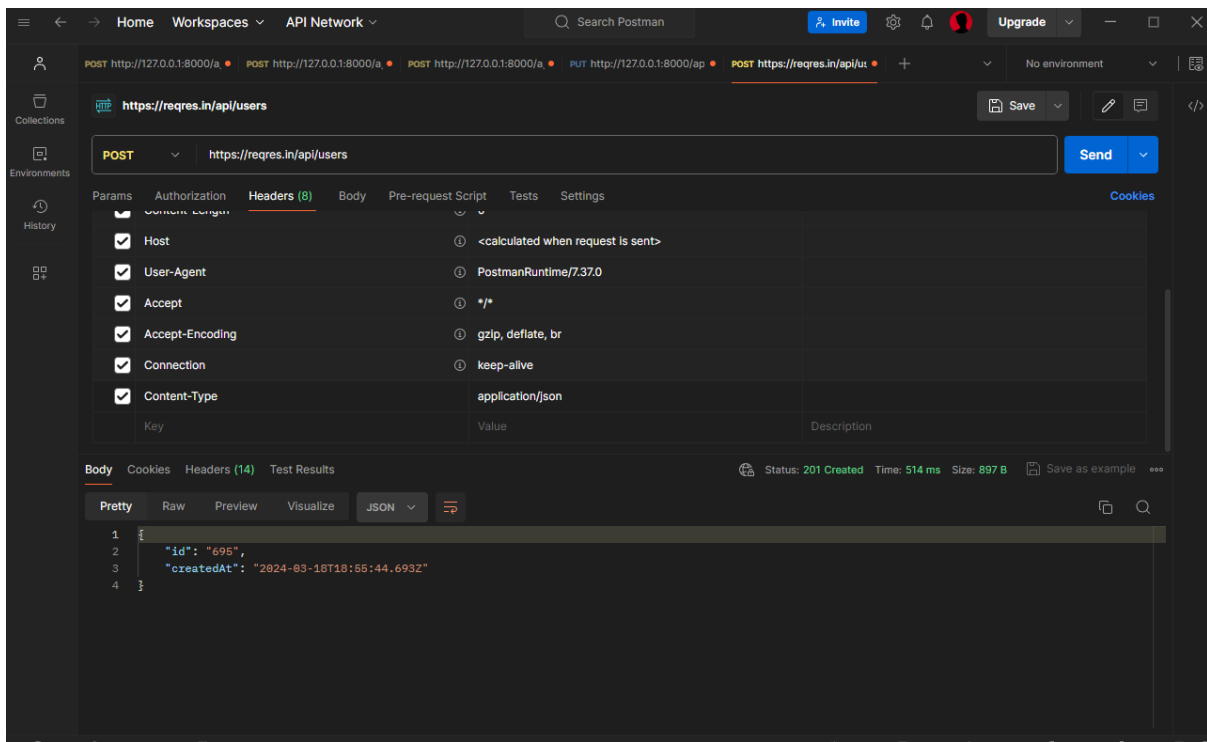 Home Workspaces API Network Search Postman Invite Upgrade
POST http://127.0.0.1:8000/a POST http://127.0.0.1:8000/a POST http://127.0.0.1:8000/a PUT http://127.0.0.1:8000/ap POST https://reqres.in/api/us + No environment
HTTP https://reqres.in/api/users Save </>
Collections
POST https://reqres.in/api/users Send
Environments
Params Authorization Headers (8) Body Pre-request Script Tests Settings Cookies
History
Content-Length 0
Host <calculated when request is sent>
User-Agent PostmanRuntime/7.37.0
Accept */*
Accept-Encoding gzip, deflate, br
Connection keep-alive
Content-Type application/json
Key Value Description
Body Cookies Headers (14) Test Results Status: 201 Created Time: 514 ms Size: 897 B Save as example
Pretty Raw Preview Visualize JSON
1 {
2 "id": "695",
3 "createdAt": "2024-03-18T18:55:44.693Z"
4 }